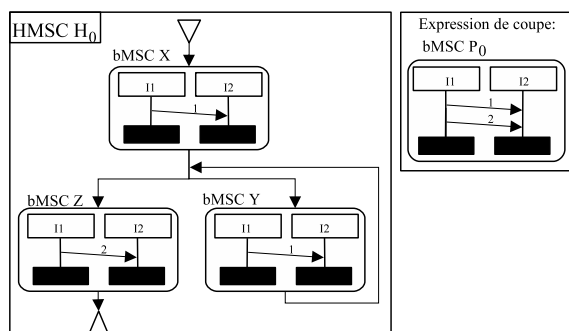 HMSC H0
bMSC X
I1 I2
1
bMSC Z
I1 I2
2
bMSC Y
I1 I2
1
Expression de coupe:
bMSC P0
I1 I2
1
2